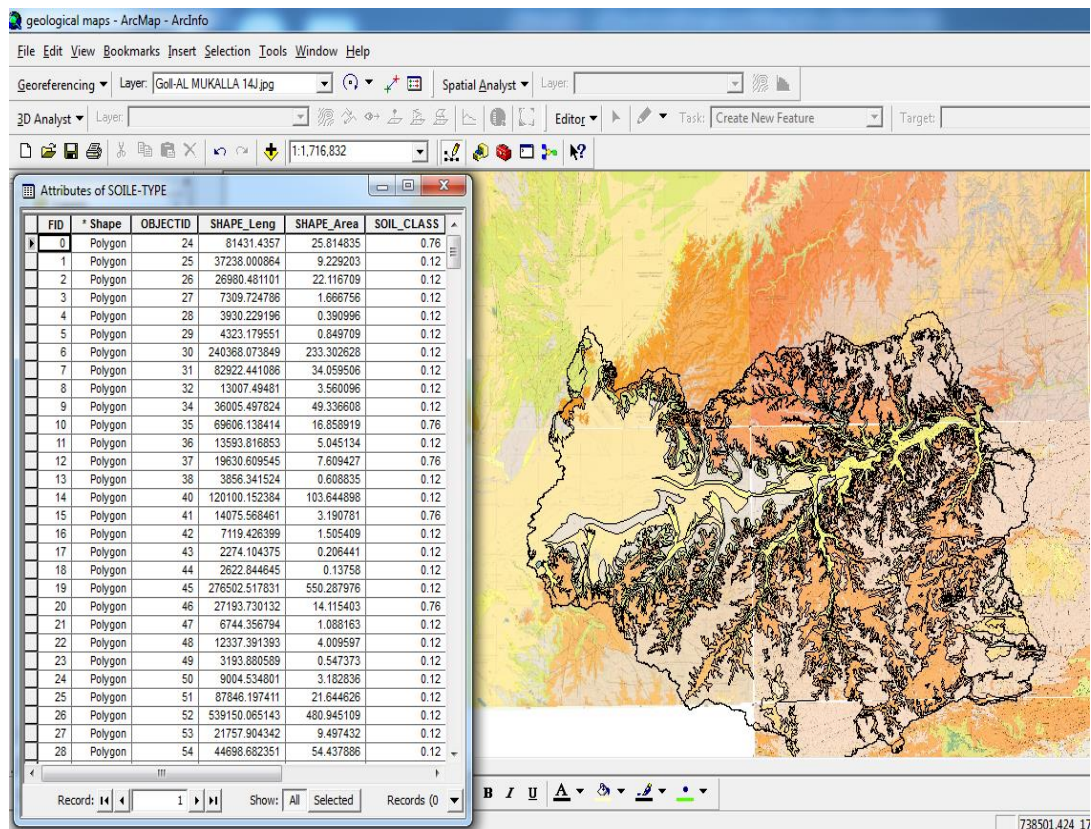 geological maps - ArcMap - ArcInfo
File Edit View Bookmarks Insert Selection Tools Window Help
Georeferencing Layer: Goll-AL MUKALLA 14J.jpg Spatial Analyst Layer:
3D Analyst Layer: Editor Task: Create New Feature Target:
1:1,716,832
Attributes of SOILE-TYPE
FID * Shape OBJECTID SHAPE_Leng SHAPE_Area SOIL_CLASS
0 Polygon 24 81431.4357 25.814835 0.76
1 Polygon 25 37238.000864 9.229203 0.12
2 Polygon 26 26980.481101 22.116709 0.12
3 Polygon 27 7309.724786 1.666756 0.12
4 Polygon 28 3930.229196 0.390996 0.12
5 Polygon 29 4323.179551 0.849709 0.12
6 Polygon 30 240368.073849 233.302628 0.12
7 Polygon 31 82922.441086 34.059506 0.12
8 Polygon 32 13007.49481 3.560096 0.12
9 Polygon 34 36005.497824 49.336608 0.12
10 Polygon 35 69606.138414 16.858919 0.76
11 Polygon 36 13593.816853 5.045134 0.12
12 Polygon 37 19630.609545 7.609427 0.76
13 Polygon 38 3856.341524 0.608835 0.12
14 Polygon 40 120100.152384 103.644898 0.12
15 Polygon 41 14075.568461 3.190781 0.76
16 Polygon 42 7119.426399 1.505409 0.12
17 Polygon 43 2274.104375 0.206441 0.12
18 Polygon 44 2622.844645 0.13758 0.12
19 Polygon 45 276502.517831 550.287976 0.12
20 Polygon 46 27193.730132 14.115403 0.76
21 Polygon 47 6744.356794 1.088163 0.12
22 Polygon 48 12337.391393 4.009597 0.12
23 Polygon 49 3193.880589 0.547373 0.12
24 Polygon 50 9004.534801 3.182836 0.12
25 Polygon 51 87846.197411 21.644626 0.12
26 Polygon 52 539150.065143 480.945109 0.12
27 Polygon 53 21757.904342 9.497432 0.12
28 Polygon 54 44698.682351 54.437886 0.12
Record: 1 Show: All Selected Records (0
B I U A
738501.424 17